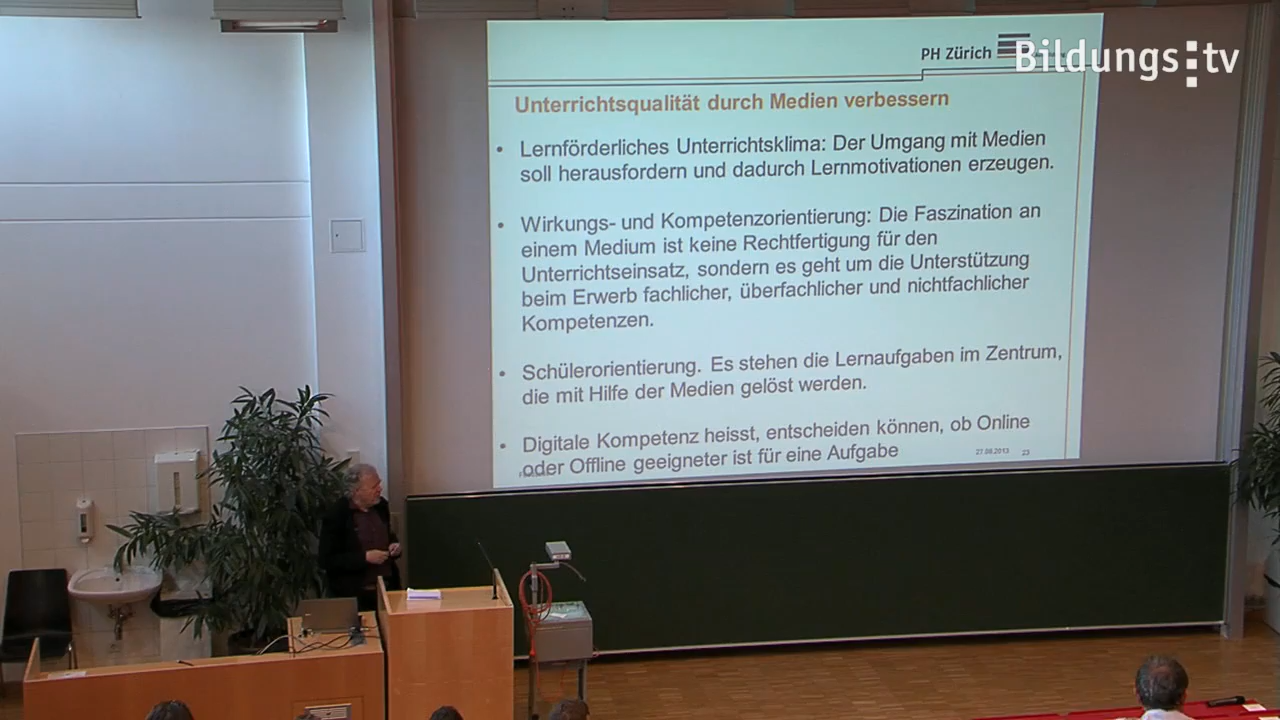 PH Zürich
Bildungs:tv
Unterrichtsqualität durch Medien verbessern
• Lernförderliches Unterrichtsklima: Der Umgang mit Medien
soll herausfordern und dadurch Lernmotivationen erzeugen.
• Wirkungs- und Kompetenzorientierung: Die Faszination an
einem Medium ist keine Rechtfertigung für den
Unterrichtseinsatz, sondern es geht um die Unterstützung
beim Erwerb fachlicher, überfachlicher und nichtfachlicher
Kompetenzen.
• Schülerorientierung. Es stehen die Lernaufgaben im Zentrum,
die mit Hilfe der Medien gelöst werden.
• Digitale Kompetenz heisst, entscheiden können, ob Online
oder Offline geeigneter ist für eine Aufgabe
27.08.2013 23